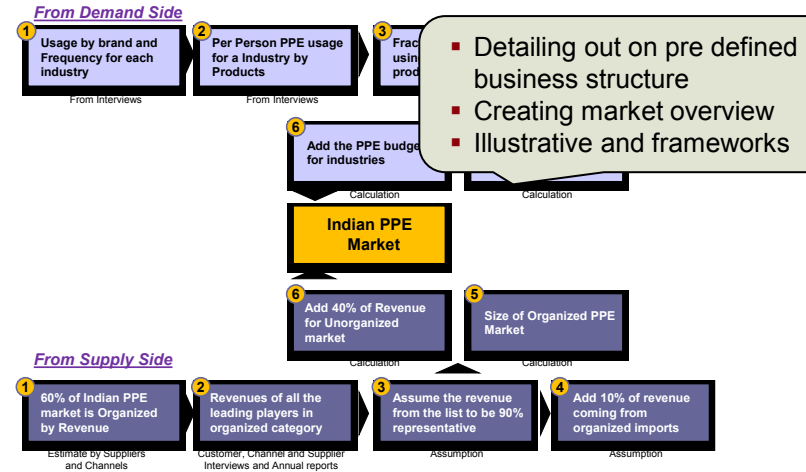 From Demand Side
1
Usage by brand and
Frequency for each
industry
From Interviews
2
Per Person PPE usage
for a Industry by
Products
From Interviews
3
using
▪ Detailing out on pre defined
business structure
▪ Creating market overview
▪ Illustrative and frameworks
6
Add the PPE
for industries
Calculation
Calculation
Indian PPE
Market
6
Add 40% of Revenue
for Unorganized
market
Calculation
5
Size of Organized PPE
Market
Calculation
From Supply Side
1
60% of Indian PPE
market is Organized
by Revenue
Estimate by Suppliers
and Channels
2
Revenues of all the
leading players in
organized category
Customer, Channel and Supplier
Interviews and Annual reports
3
Assume the revenue
from the list to be 90%
representative
Assumption
4
Add 10% of revenue
coming from
organized imports
Assumption